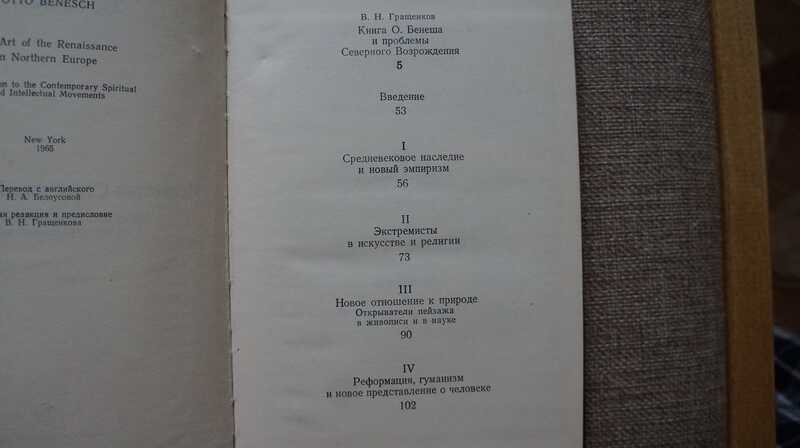 OTTO BENESCH
Art of the Renaissance
Northern Europe
to the Contemporary Spiritual
Intellectual Movements
New York
1965
Перевод с английского
Н. А. Белоусовой
редакция и предисловие
В. Н. Гращенкова
В. Н. Гращенков
Книга О. Бенеша
и проблемы
Северного Возрождения
5
Введение
53
I
Средневековое наследие
и новый эмпиризм
56
II
Экстремисты
в искусстве и религии
73
III
Новое отношение к природе
Открыватели пейзажа
в живописи и в науке
90
IV
Реформация, гуманизм
и новое представление о человеке
102